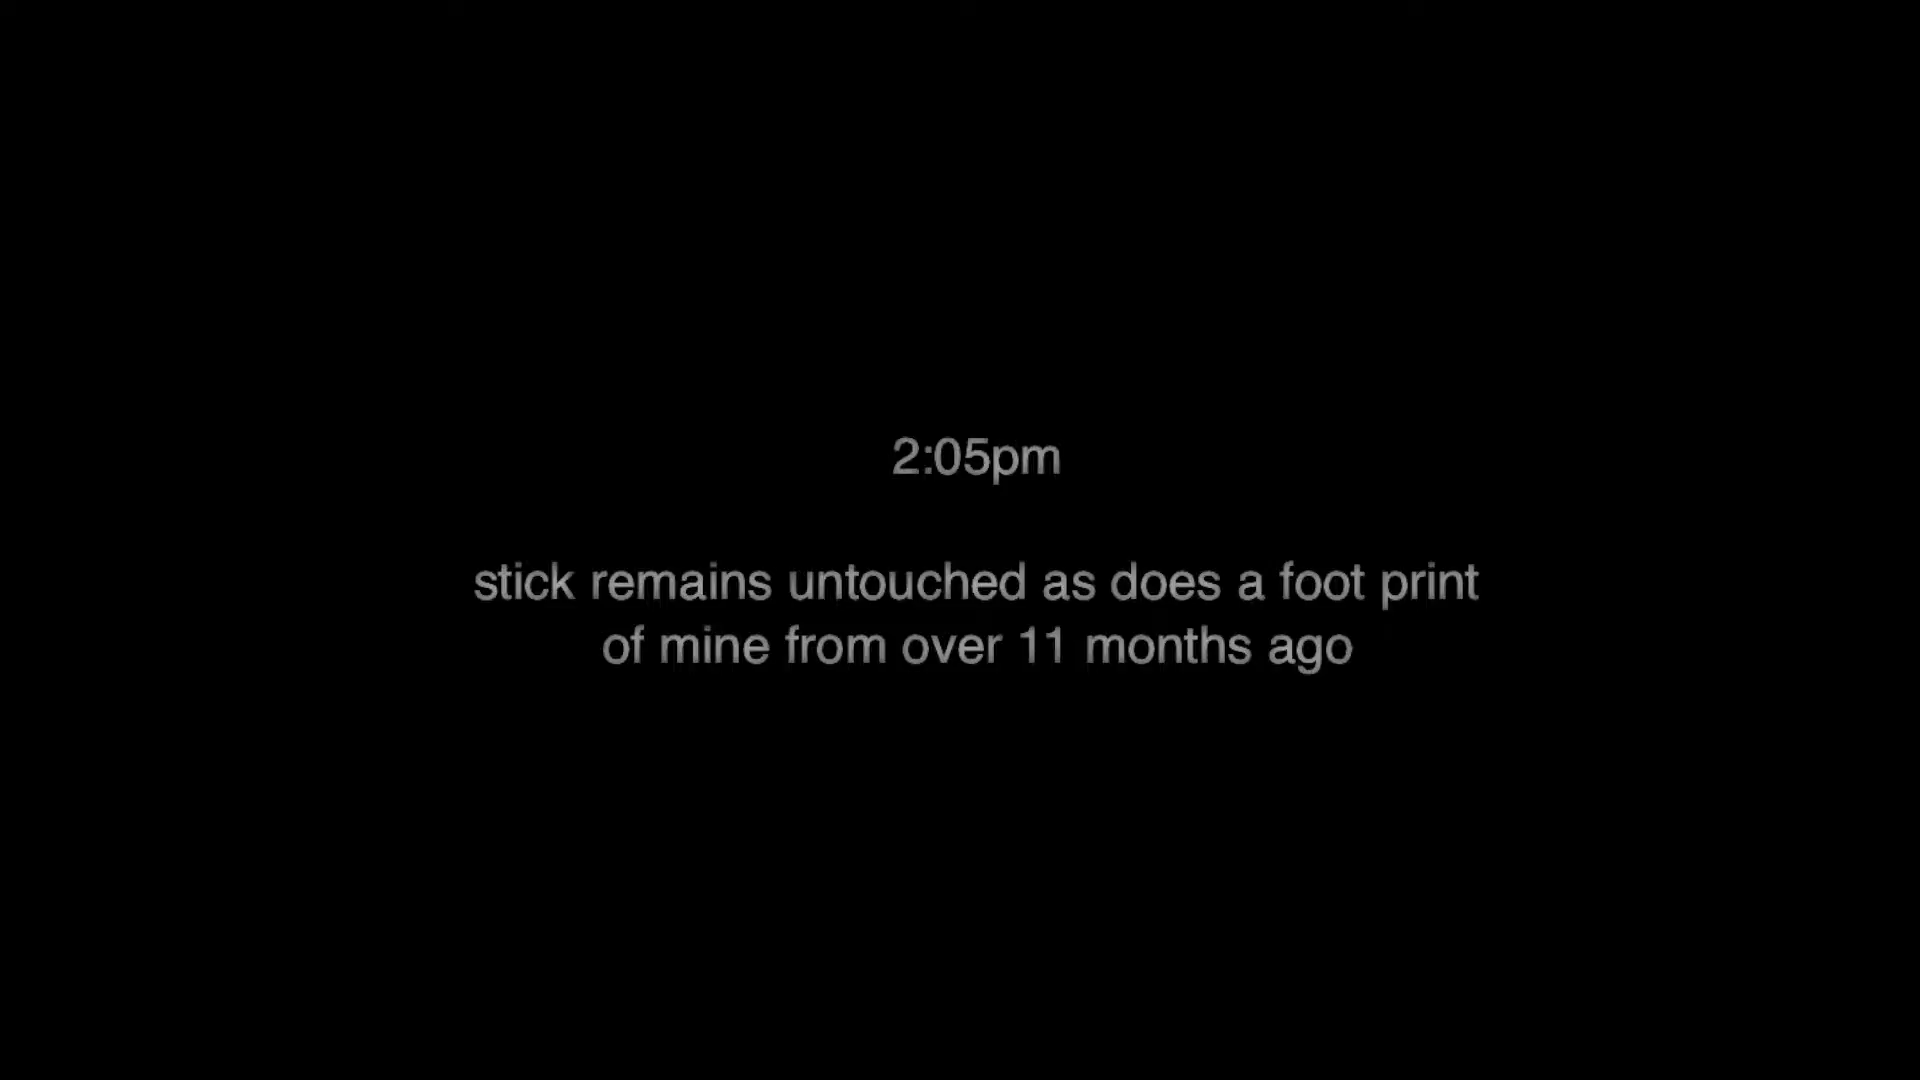 2:05pm
stick remains untouched as does a foot print
of mine from over 11 months ago